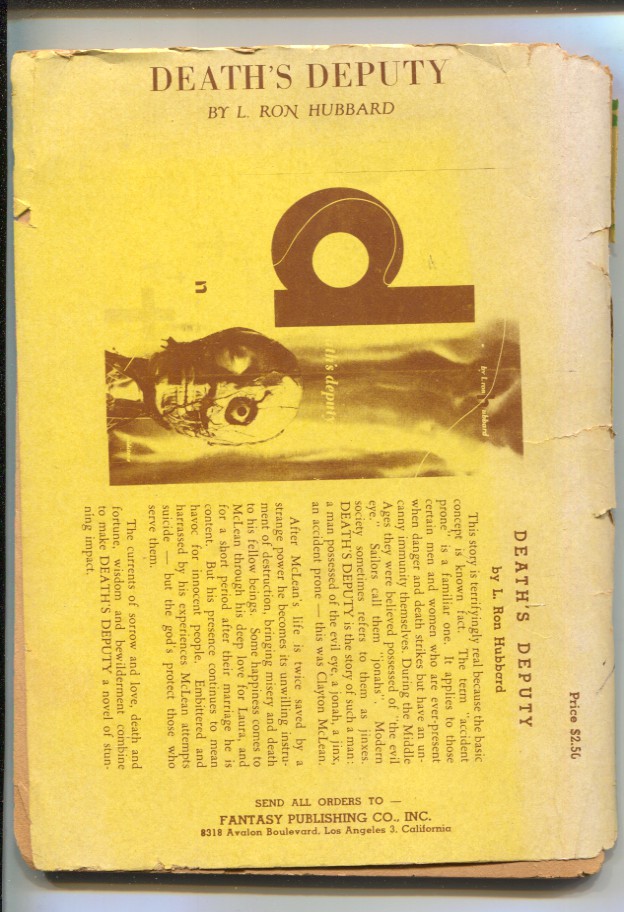 DEATH'S DEPUTY
BY L. RON HUBBARD
d
n
th's deputy
by l. ron hubbard
Price $2.50
DEATH'S DEPUTY
by L. Ron Hubbard
This story is terrifyingly real because the basic
concept is known fact. The term "accident
prone" is a familiar one. It applies to those
certain men and women who are ever-present
when danger and death strikes but have an un-
canny immunity themselves. During the Middle
Ages they were believed possessed of "the evil
eye." Sailors call them "jonahs". Modern
society sometimes refers to them as jinxes.
DEATH'S DEPUTY is the story of such a man:
a man possessed of the evil eye, a jonah, a jinx,
an accident prone — this was Clayton McLean.
After McLean's life is twice saved by a
strange power he becomes its unwilling instru-
ment of destruction, bringing misery and death
to his fellow beings. Some happiness comes to
McLean through his deep love for Laura, and
for a short period after their marriage he is
content. But his presence continues to mean
havoc for innocent people. Embittered and
harrassed by his experiences McLean attempts
suicide — but the god's protect those who
serve them.
The currents of sorrow and love, death and
fortune, wisdom and bewilderment combine
to make DEATH'S DEPUTY a novel of stun-
ning impact.
SEND ALL ORDERS TO —
FANTASY PUBLISHING CO., INC.
8318 Avalon Boulevard, Los Angeles 3, California